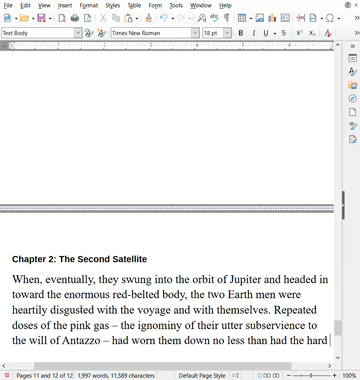 File Edit View Insert Format Styles Table Form Tools Window Help
Text Body Times New Roman 18 pt
Chapter 2: The Second Satellite
When, eventually, they swung into the orbit of Jupiter and headed in
toward the enormous red-belted body, the two Earth men were
heartily disgusted with the voyage and with themselves. Repeated
doses of the pink gas – the ignominy of their utter subservience to
the will of Antazzo – had worn them down no less than had the hard
Pages 11 and 12 of 12 1,997 words, 11,589 characters Default Page Style 100%